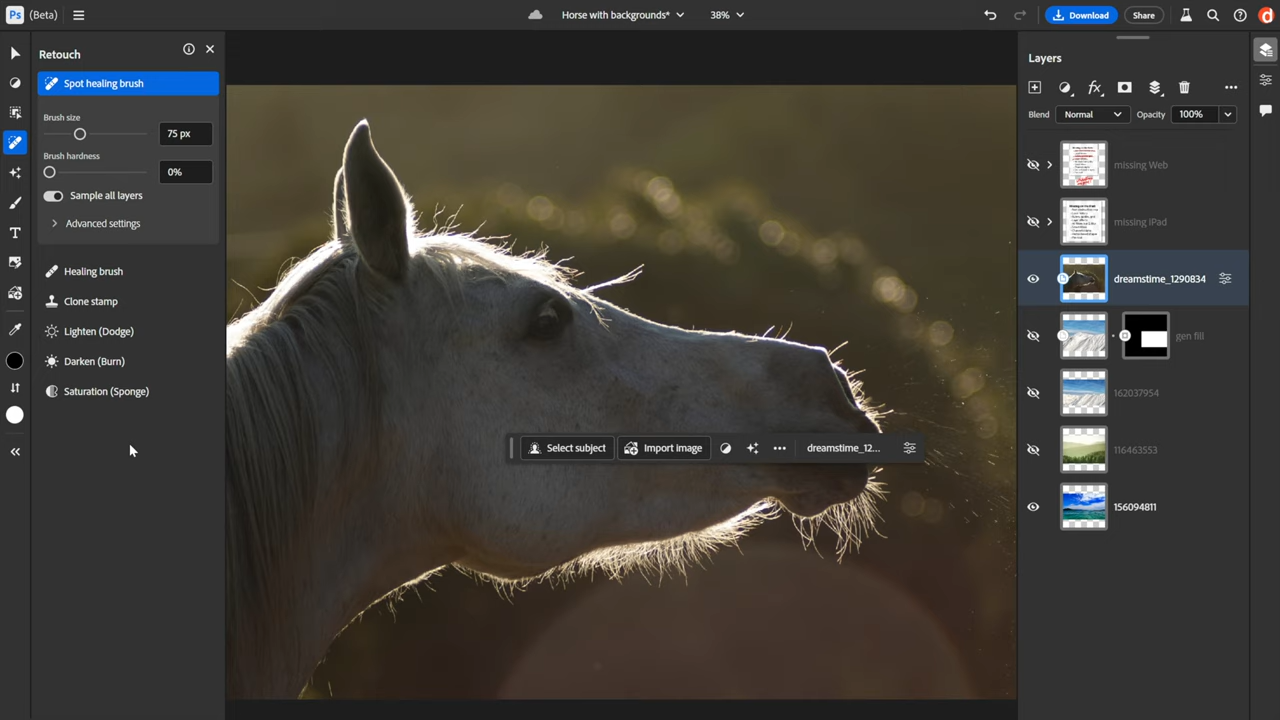 Ps (Beta) Horse with backgrounds* 38% Download Share
Retouch
Spot healing brush
Brush size
75 px
Brush hardness
0%
Sample all layers
Advanced settings
Healing brush
Clone stamp
Lighten (Dodge)
Darken (Burn)
Saturation (Sponge)
T
Select subject Import image dreamstime_12...
Layers
fx
Blend Normal Opacity 100%
missing Web
missing iPad
dreamstime_1290834
gen fill
162037954
116463553
156094811